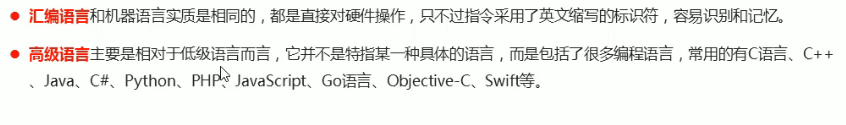 汇编语言和机器语言实质是相同的，都是直接对硬件操作，只不过指令采用了英文缩写的标识符，容易识别和记忆。
高级语言主要是相对于低级语言而言，它并不是特指某一种具体的语言，而是包括了很多编程语言，常用的有C语言、C++
、Java、C#、Python、PHP、JavaScript、Go语言、Objective-C、Swift等。